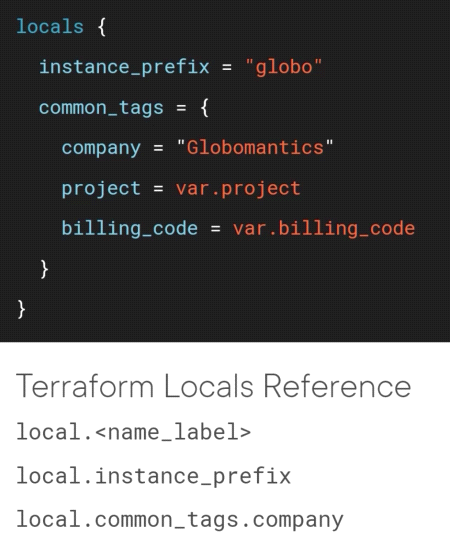 locals {
instance_prefix = "globo"
common_tags = {
company = "Globomantics"
project = var.project
billing_code = var.billing_code
}
}
Terraform Locals Reference
local.<name_label>
local.instance_prefix
local.common_tags.company